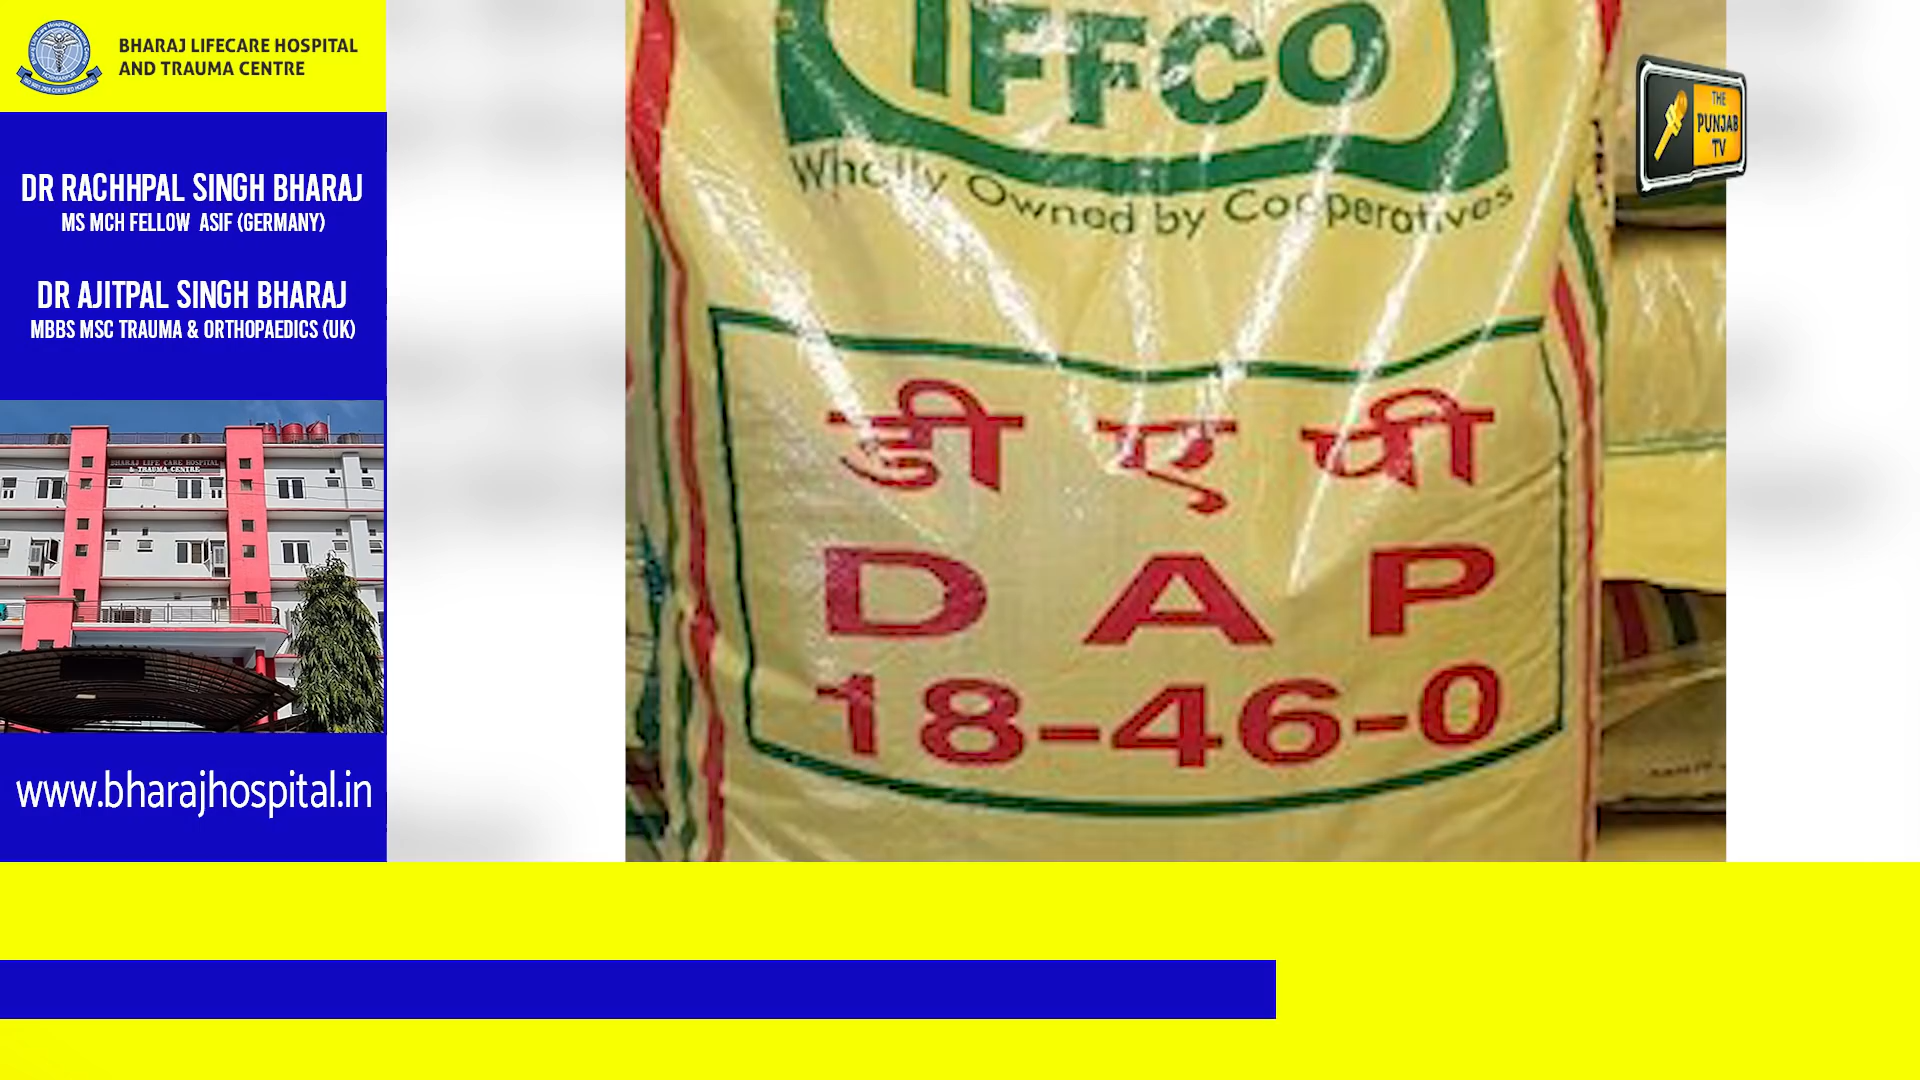 BHARAJ LIFECARE HOSPITAL
AND TRAUMA CENTRE
DR RACHHPAL SINGH BHARAJ
MS MCH FELLOW ASIF (GERMANY)
DR AJITPAL SINGH BHARAJ
MBBS MSC TRAUMA & ORTHOPAEDICS (UK)
BHARAJ LIFE CARE HOSPITAL
& TRAUMA CENTRE
www.bharajhospital.in
IFFCO
Wholly Owned by Cooperatives
डी ए पी
D A P
18-46-0
THE
PUNJAB
TV